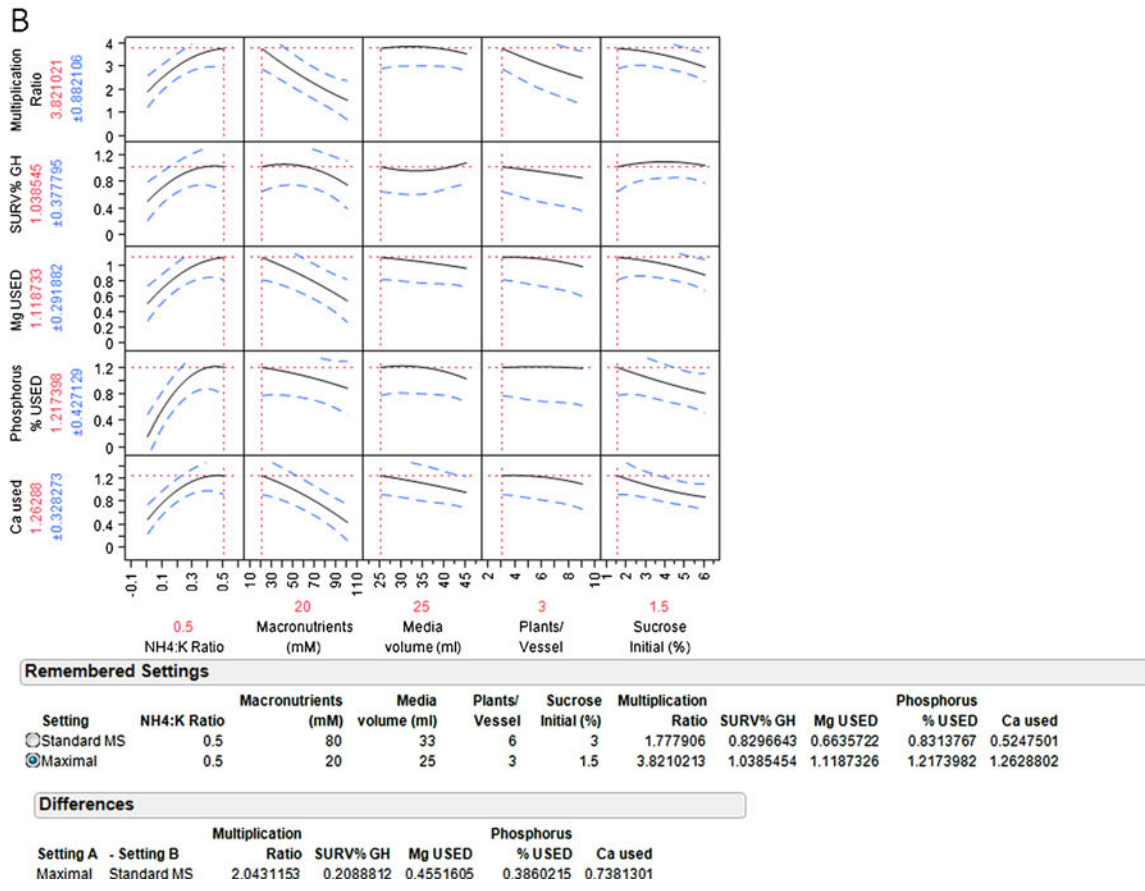 B
Multiplication
Ratio
3.821021
±0.882106
4
3
2
1
0
SURV% GH
1.038545
±0.377795
1.2
0.8
0.4
0
Mg USED
1.118733
±0.291882
1
0.8
0.6
0.4
0.2
0
Phosphorus
% USED
1.217398
±0.427129
1.2
0.8
0.4
0
Ca used
1.26288
±0.328273
1.2
0.8
0.4
0
-0.1 0.1 0.3 0.5 10 30 50 70 90 110 25 30 35 40 45 2 4 6 8 10 1 2 3 4 5 6
0.5 20 25 3 1.5
NH4:K Ratio Macronutrients Media Plants/ Sucrose
(mM) volume (ml) Vessel Initial (%)
Remembered Settings
Macronutrients Media Plants/ Sucrose Multiplication Phosphorus
Setting NH4:K Ratio (mM) volume (ml) Vessel Initial (%) Ratio SURV% GH Mg USED % USED Ca used
Standard MS 0.5 80 33 6 3 1.777906 0.8296643 0.6635722 0.8313767 0.5247501
Maximal 0.5 20 25 3 1.5 3.8210213 1.0385454 1.1187326 1.2173982 1.2628802
Differences
Multiplication Phosphorus
Setting A - Setting B Ratio SURV% GH Mg USED % USED Ca used
Maximal Standard MS 2.0431153 0.2088812 0.4551605 0.3860215 0.7381301